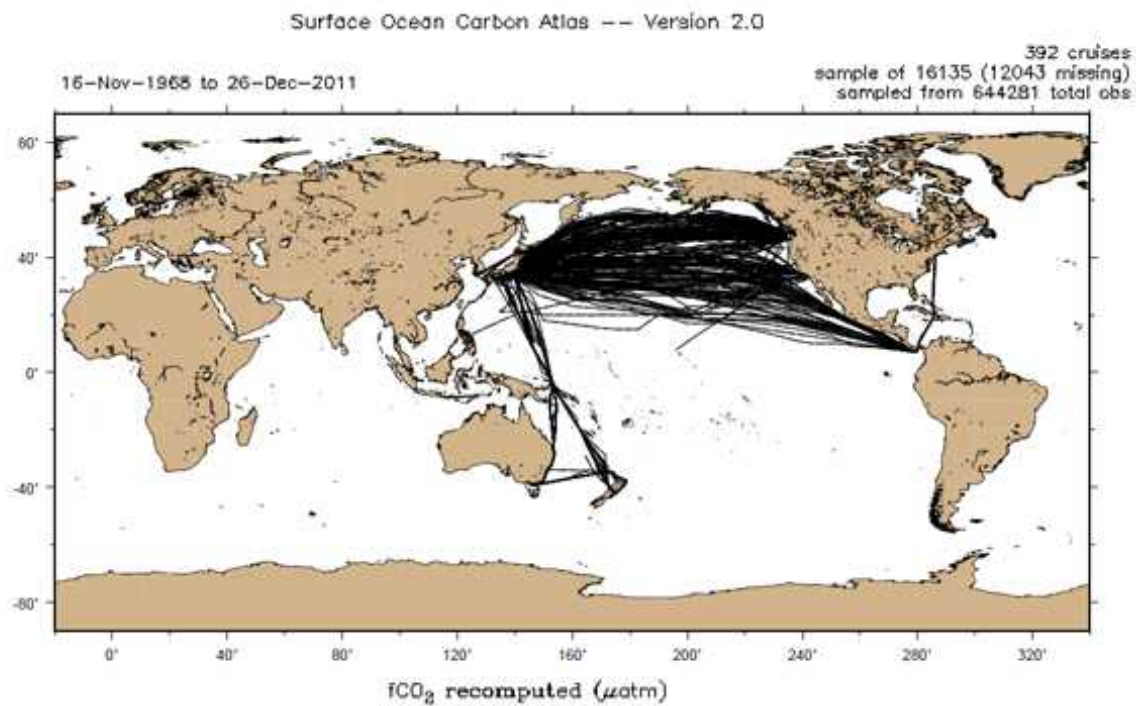 Surface Ocean Carbon Atlas -- Version 2.0
392 cruises
16-Nov-1968 to 26-Dec-2011
sample of 16135 (12043 missing)
sampled from 644281 total obs
80°
40°
0°
-40°
-80°
0° 40° 80° 120° 160° 200° 240° 280° 320°
fCO₂ recomputed (μatm)